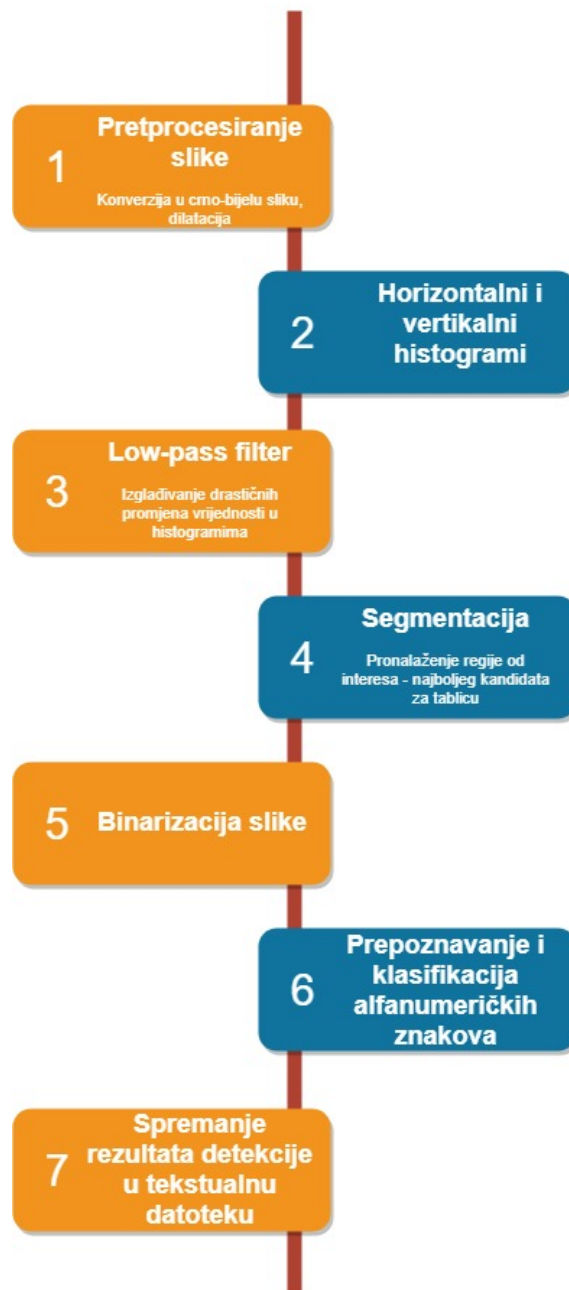 1
Pretprocesiranje
slike
Konverzija u crno-bijelu sliku,
dilatacija
2
Horizontalni i
vertikalni
histogrami
3
Low-pass filter
Izglađivanje drastičnih
promjena vrijednosti u
histogramima
4
Segmentacija
Pronalaženje regije od
interesa - najboljeg kandidata
za tablicu
5
Binarizacija slike
6
Prepoznavanje i
klasifikacija
alfanumeričkih
znakova
7
Spremanje
rezultata detekcije
u tekstualnu
datoteku